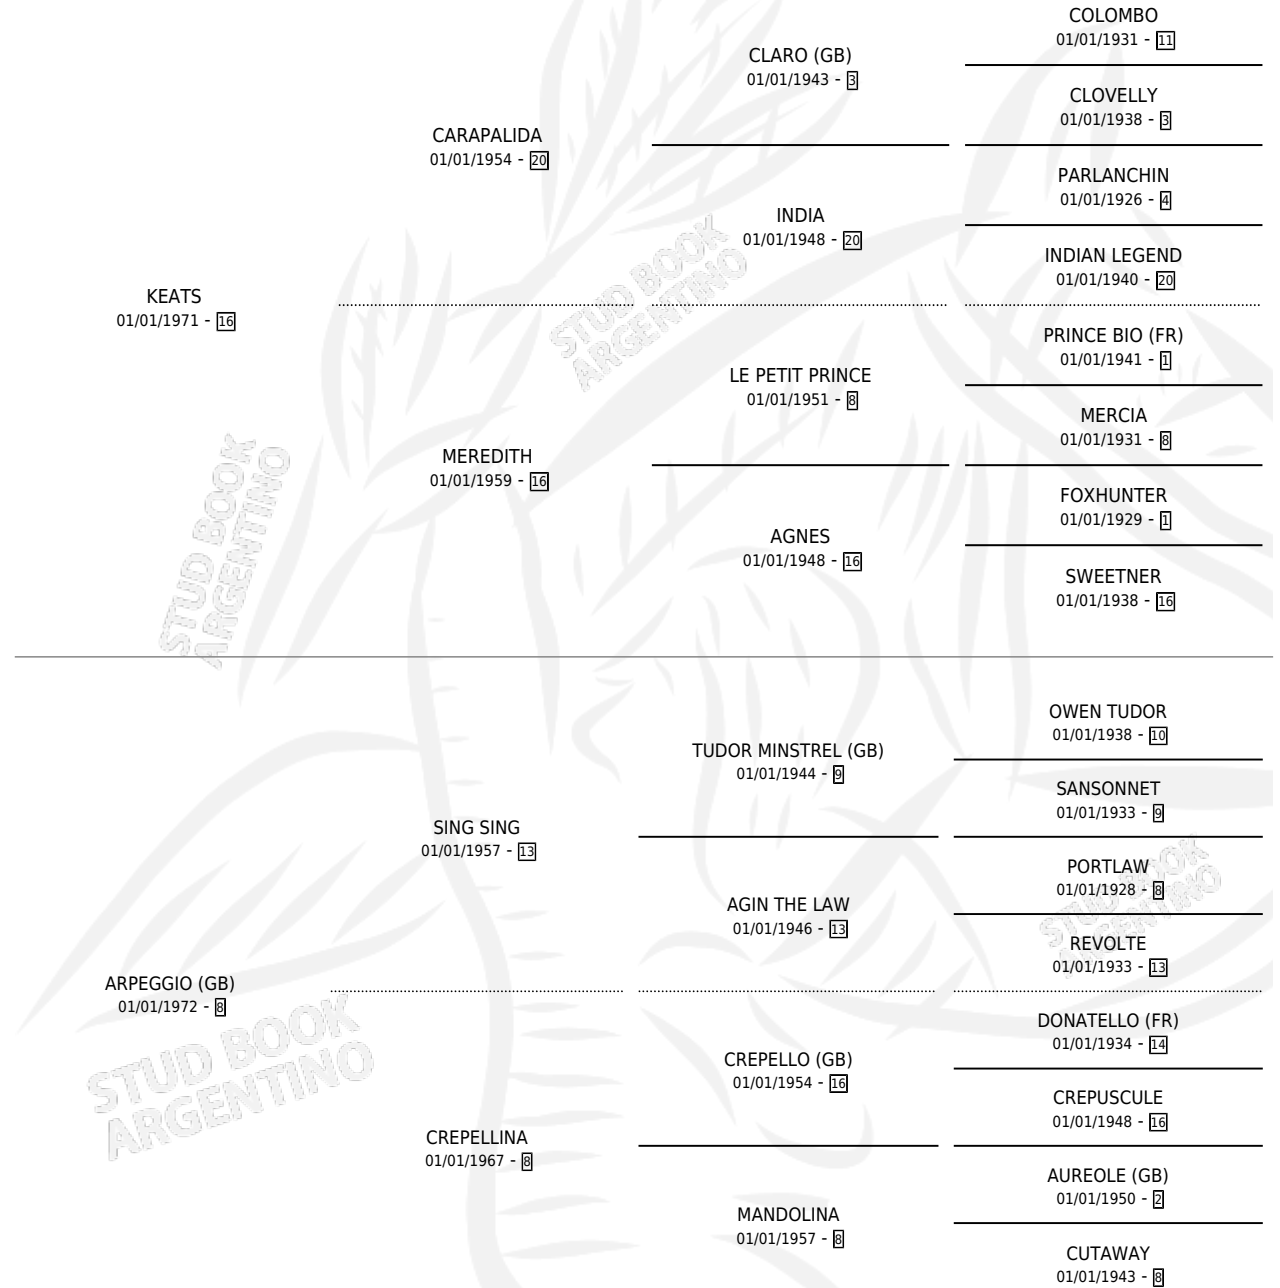 COLOMBO
01/01/1931 - 11
CLARO (GB)
01/01/1943 - 3
CLOVELLY
01/01/1938 - 3
CARAPALIDA
01/01/1954 - 20
PARLANCHIN
01/01/1926 - 4
INDIA
01/01/1948 - 20
INDIAN LEGEND
01/01/1940 - 20
KEATS
01/01/1971 - 16
STUD BOOK
ARGENTINO
PRINCE BIO (FR)
01/01/1941 - 1
LE PETIT PRINCE
01/01/1951 - 8
MERCIA
01/01/1931 - 8
MEREDITH
01/01/1959 - 16
STUD BOOK
ARGENTINO
FOXHUNTER
01/01/1929 - 1
AGNES
01/01/1948 - 16
SWEETNER
01/01/1938 - 16
OWEN TUDOR
01/01/1938 - 10
TUDOR MINSTREL (GB)
01/01/1944 - 9
SANSONNET
01/01/1933 - 9
SING SING
01/01/1957 - 13
PORTLAW
01/01/1928 - 8
STUD BOOK
ARGENTINO
AGIN THE LAW
01/01/1946 - 13
REVOLTE
01/01/1933 - 13
ARPEGGIO (GB)
01/01/1972 - 8
STUD BOOK
ARGENTINO
DONATELLO (FR)
01/01/1934 - 14
CREPELLO (GB)
01/01/1954 - 16
CREPUSCULE
01/01/1948 - 16
CREPELLINA
01/01/1967 - 8
AUREOLE (GB)
01/01/1950 - 2
MANDOLINA
01/01/1957 - 8
CUTAWAY
01/01/1943 - 8